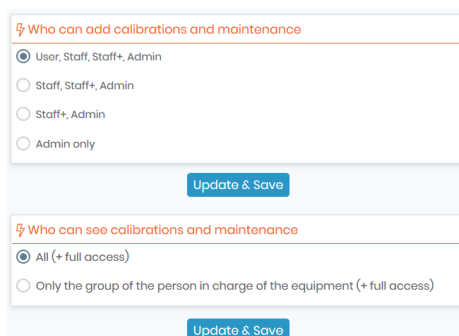 Who can add calibrations and maintenance
User, Staff, Staff+, Admin
Staff, Staff+, Admin
Staff+, Admin
Admin only
Update & Save
Who can see calibrations and maintenance
All (+ full access)
Only the group of the person in charge of the equipment (+ full access)
Update & Save